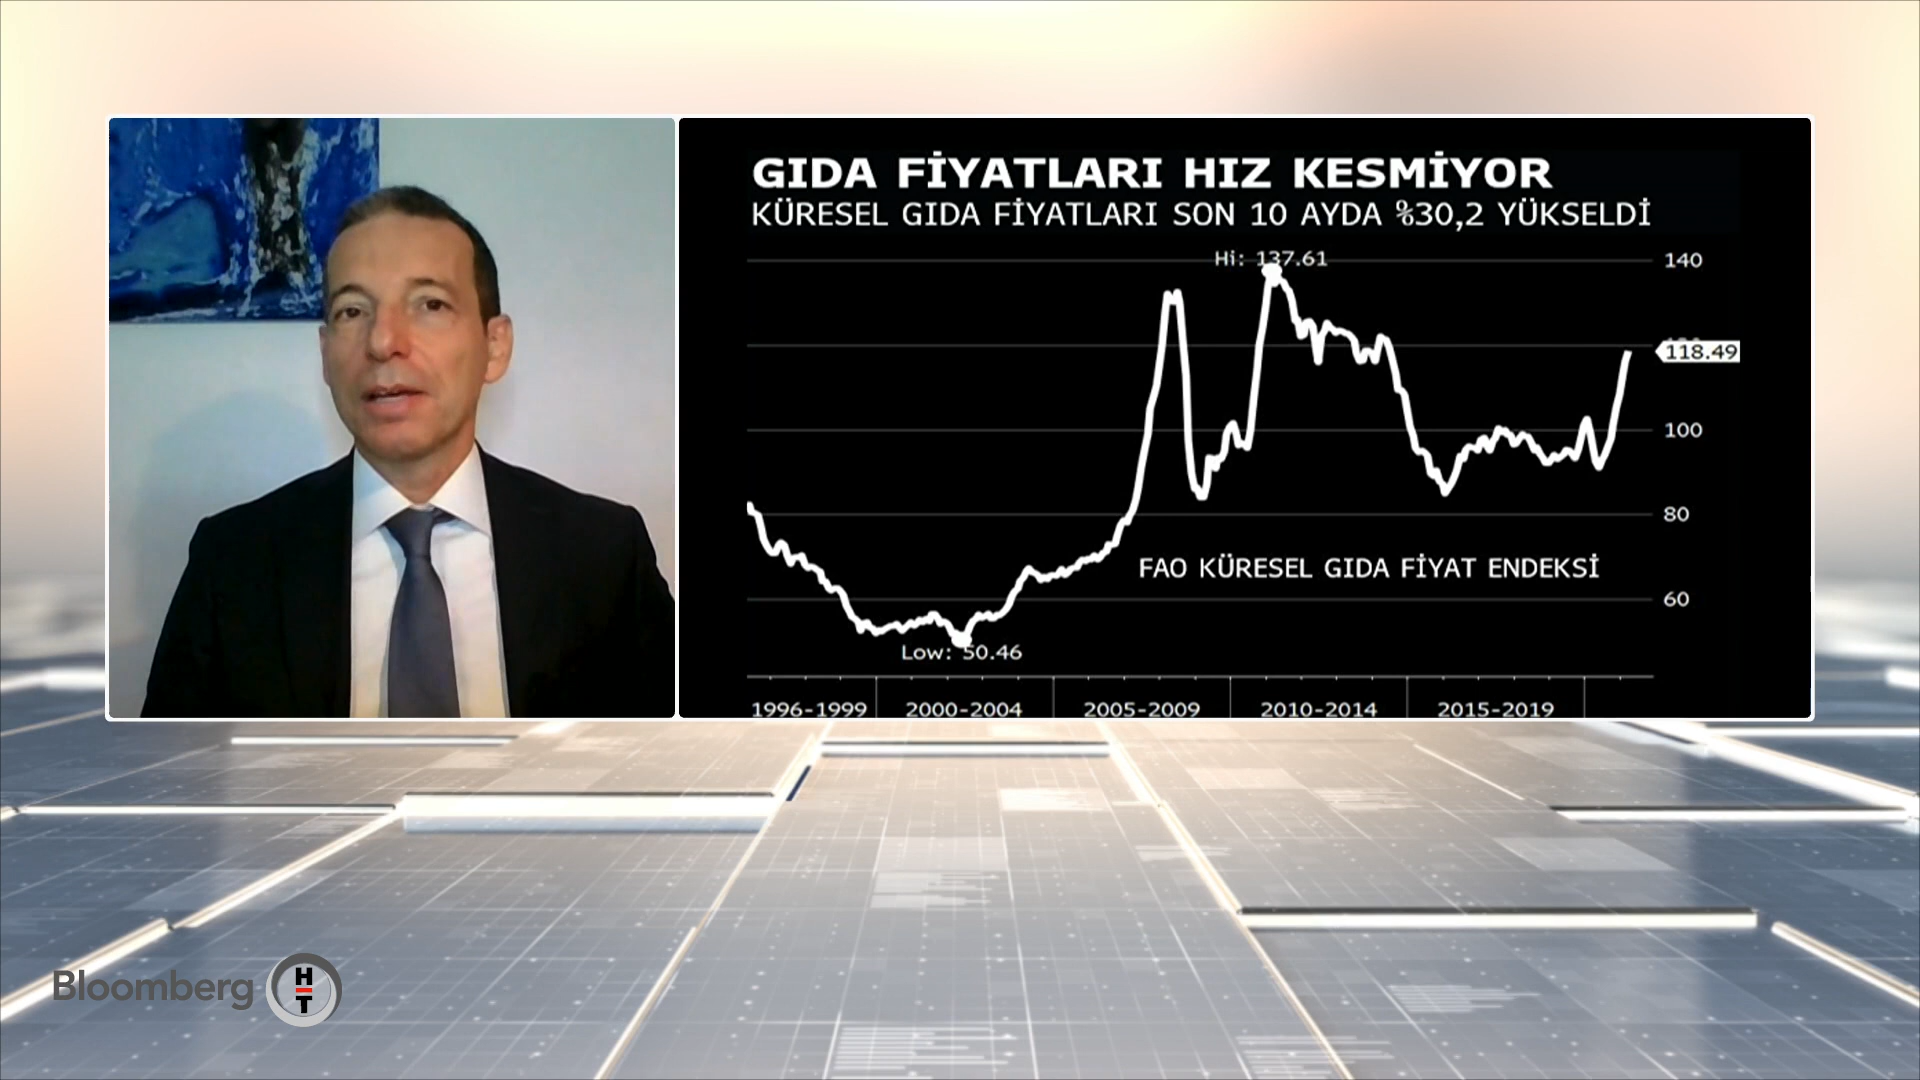 GIDA FİYATLARI HIZ KESMİYOR
KÜRESEL GIDA FİYATLARI SON 10 AYDA %30,2 YÜKSELDİ
Hi: 137.61
140
118.49
100
80
FAO KÜRESEL GIDA FİYAT ENDEKSİ
60
Low: 50.46
1996-1999 2000-2004 2005-2009 2010-2014 2015-2019
Bloomberg HT